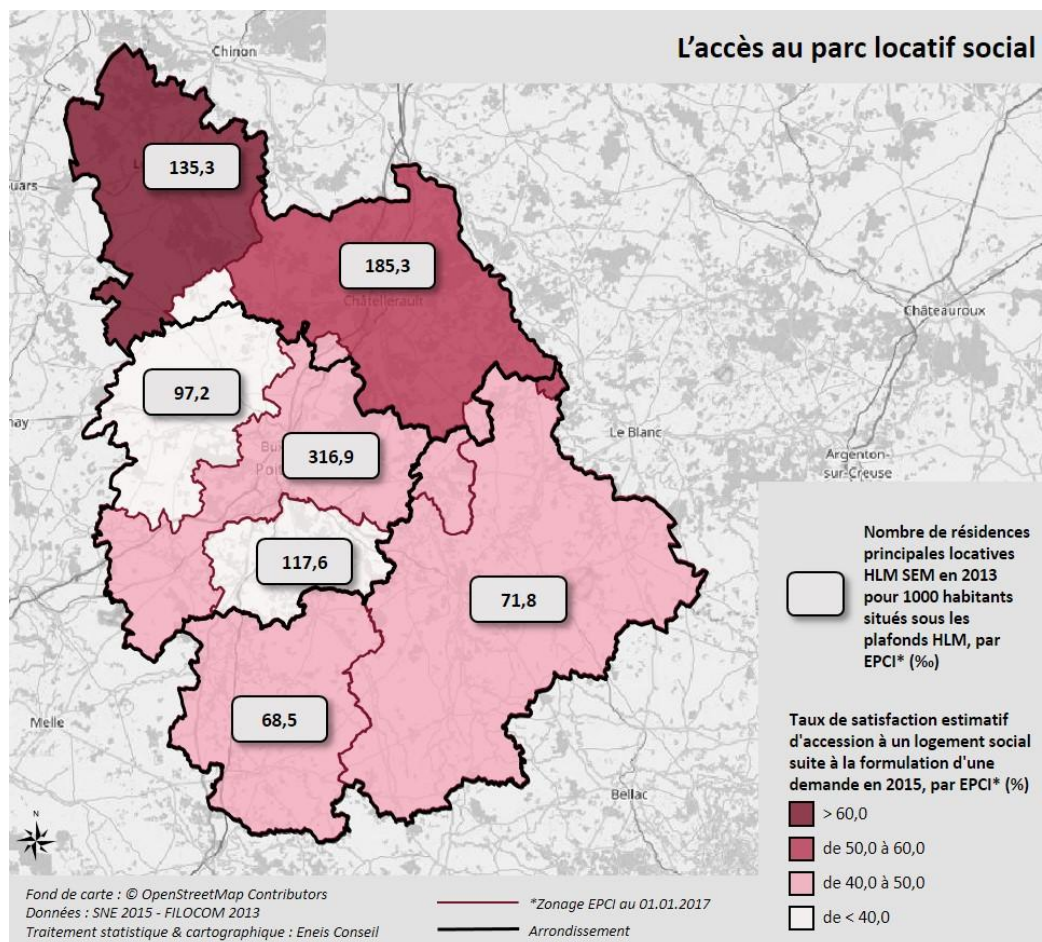 L'accès au parc locatif social
Chinon
135,3
185,3
Châtellerault
Châteauroux
97,2
Le Blanc
316,9
Argenton-
sur-Creuse
117,6
71,8
68,5
Melle
Bellac
N
Nombre de résidences
principales locatives
HLM SEM en 2013
pour 1000 habitants
situés sous les
plafonds HLM, par
EPCI* (‰)
Taux de satisfaction estimatif
d'accession à un logement social
suite à la formulation d'une
demande en 2015, par EPCI* (%)
> 60,0
de 50,0 à 60,0
de 40,0 à 50,0
de < 40,0
Fond de carte : © OpenStreetMap Contributors
Données : SNE 2015 - FILOCOM 2013
Traitement statistique & cartographique : Eneis Conseil
*Zonage EPCI au 01.01.2017
Arrondissement